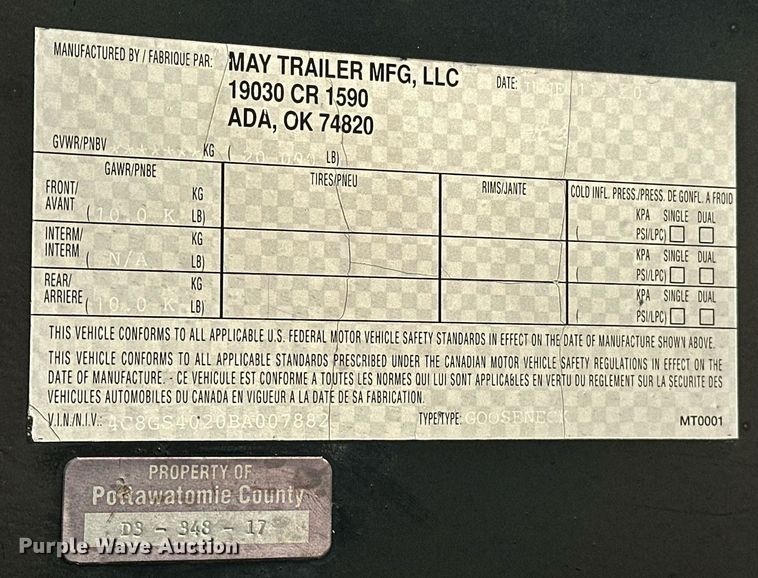 MANUFACTURED BY / FABRIQUE PAR: MAY TRAILER MFG, LLC DATE:
19030 CR 1590
ADA, OK 74820
GVWR/PNBV KG ( LB)
GAWR/PNBE TIRES/PNEU RIMS/JANTE COLD INFL. PRESS./PRESS. DE GONFL. A FROID
FRONT/ KG KPA SINGLE DUAL
AVANT ( 10.0 K LB) ( PSI/LPC)
INTERM/ KG KPA SINGLE DUAL
INTERM ( N/A LB) ( PSI/LPC)
REAR/ KG KPA SINGLE DUAL
ARRIERE ( 10.0 K LB) ( PSI/LPC)
THIS VEHICLE CONFORMS TO ALL APPLICABLE U.S. FEDERAL MOTOR VEHICLE SAFETY STANDARDS IN EFFECT ON THE DATE OF MANUFACTURE SHOWN ABOVE.
THIS VEHICLE CONFORMS TO ALL APPLICABLE STANDARDS PRESCRIBED UNDER THE CANADIAN MOTOR VEHICLE SAFETY REGULATIONS IN EFFECT ON THE
DATE OF MANUFACTURE. - CE VEHICULE EST CONFORME A TOUTES LES NORMES QUI LUI SONT APPLICABLES EN VERTU DU REGLEMENT SUR LA SECURITE DES
VEHICULES AUTOMOBILES DU CANADA EN VIGUEUR A LA DATE DE SA FABRICATION.
V.I.N./N.I.V.: 4C8GS4020BA007882 TYPE/TYPE: GOOSENECK MT0001
PROPERTY OF
Pottawatomie County
D3 - 948 - 17
Purple Wave Auction